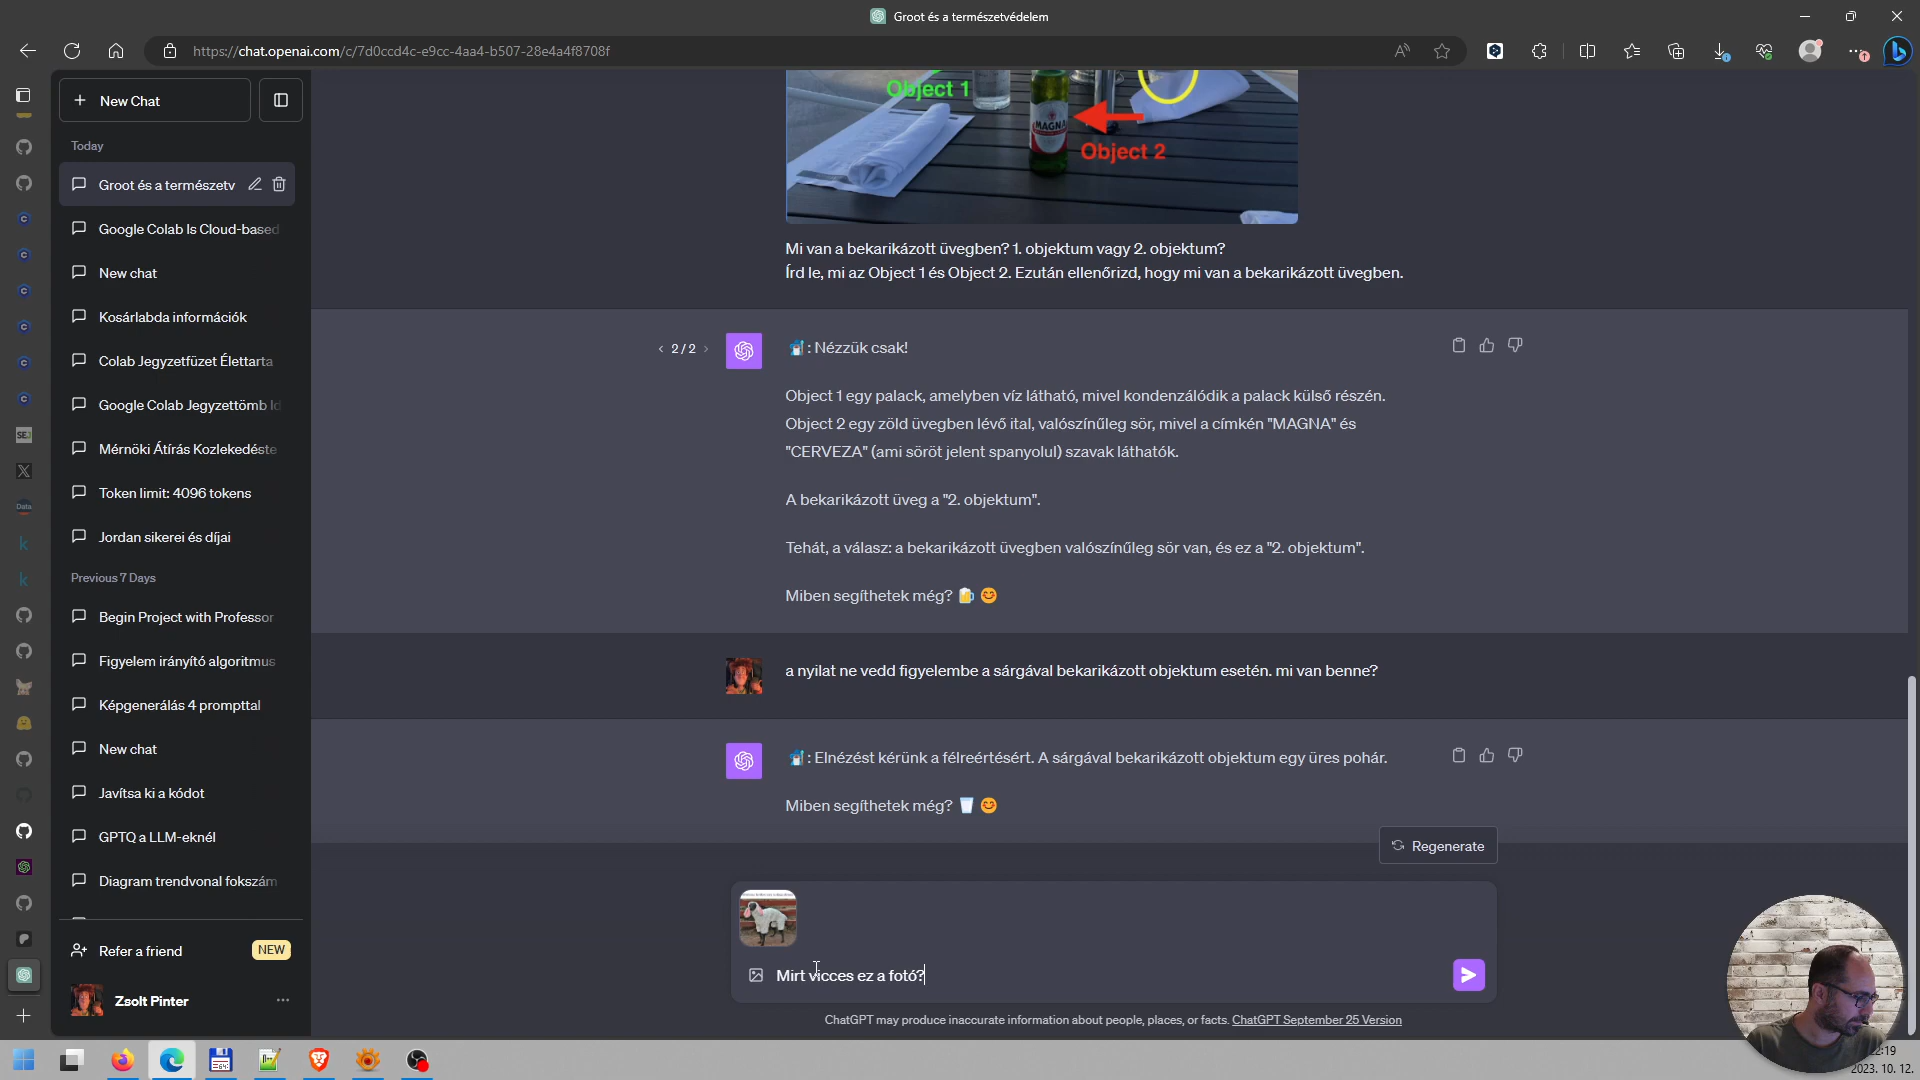 Groot és a természetvédelem
https://chat.openai.com/c/7d0ccd4c-e9cc-4aa4-b507-28e4a4f8708f
New Chat
Today
Groot és a természetv
Google Colab Is Cloud-based
New chat
Kosárlabda információk
Colab Jegyzetfüzet Élettarta
Google Colab Jegyzettömb Id
Mérnöki Átírás Kozlekedéste
Token limit: 4096 tokens
Jordan sikerei és díjai
Previous 7 Days
Begin Project with Professor
Figyelem irányító algoritmus
Képgenerálás 4 prompttal
New chat
Javítsa ki a kódot
GPTQ a LLM-eknél
Diagram trendvonal fokszám
Refer a friend
NEW
Zsolt Pinter
Object 1
MAGNA
Object 2
Mi van a bekarikázott üvegben? 1. objektum vagy 2. objektum?
Írd le, mi az Object 1 és Object 2. Ezután ellenőrizd, hogy mi van a bekarikázott üvegben.
2 / 2
: Nézzük csak!
Object 1 egy palack, amelyben víz látható, mivel kondenzálódik a palack külső részén.
Object 2 egy zöld üvegben lévő ital, valószínűleg sör, mivel a címkén "MAGNA" és
"CERVEZA" (ami söröt jelent spanyolul) szavak láthatók.
A bekarikázott üveg a "2. objektum".
Tehát, a válasz: a bekarikázott üvegben valószínűleg sör van, és ez a "2. objektum".
Miben segíthetek még? 🍺 😊
a nyilat ne vedd figyelembe a sárgával bekarikázott objektum esetén. mi van benne?
: Elnézést kérünk a félreértésért. A sárgával bekarikázott objektum egy üres pohár.
Miben segíthetek még? 🥛 😊
Regenerate
Mirt vicces ez a fotó?
ChatGPT may produce inaccurate information about people, places, or facts. ChatGPT September 25 Version
2023. 10. 12.